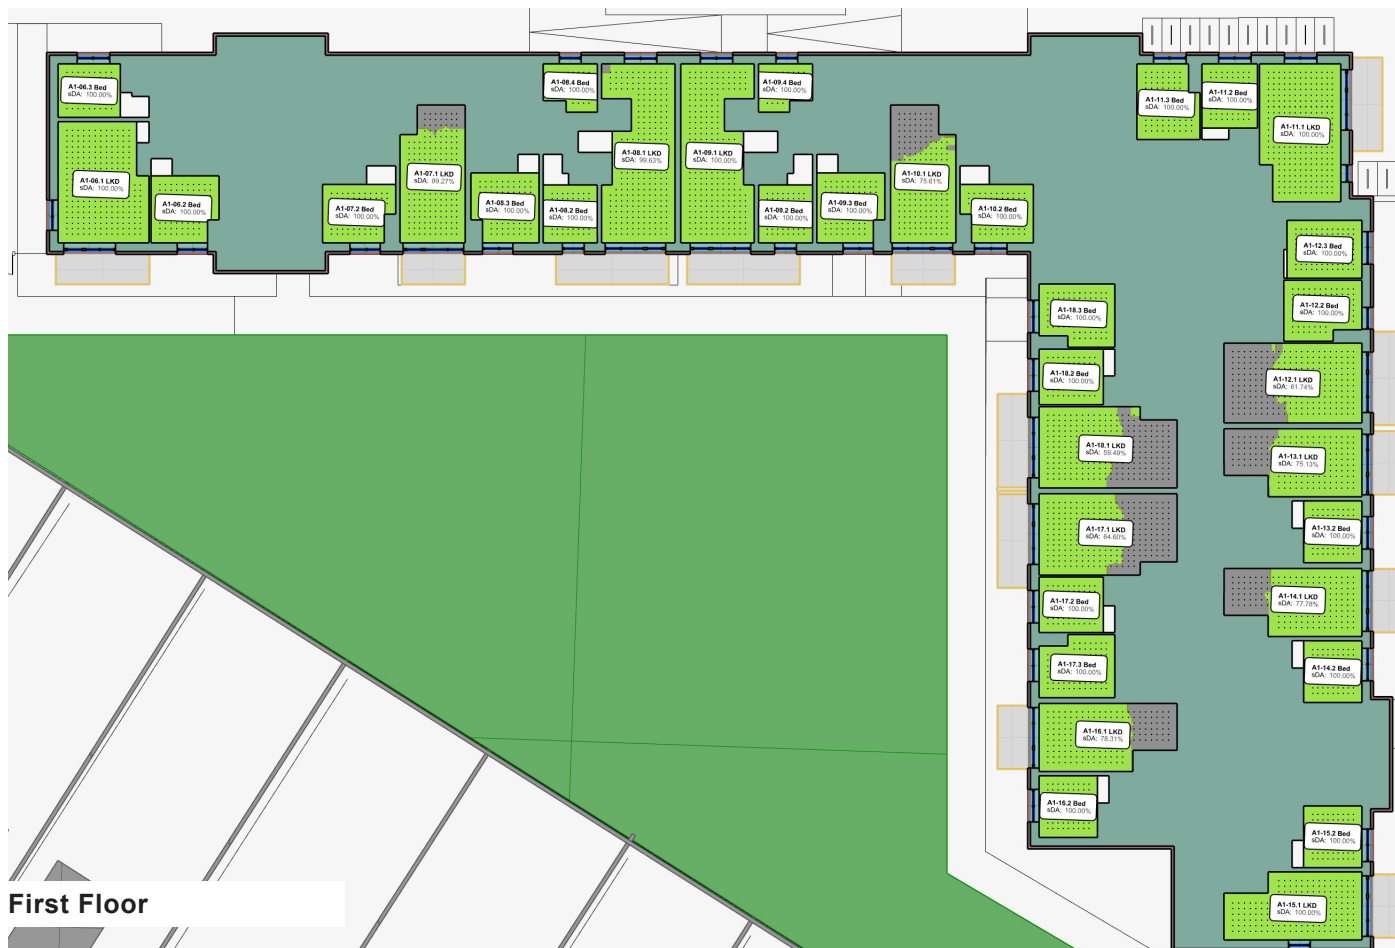 A1-06.3 Bed
sDA: 100.00%
A1-08.4 Bed
sDA: 100.00%
A1-09.4 Bed
sDA: 100.00%
A1-11.3 Bed
sDA: 100.00%
A1-11.2 Bed
sDA: 100.00%
A1-11.1 LKD
sDA: 100.00%
A1-06.1 LKD
sDA: 100.00%
A1-06.2 Bed
sDA: 100.00%
A1-07.2 Bed
sDA: 100.00%
A1-07.1 LKD
sDA: 89.27%
A1-08.3 Bed
sDA: 100.00%
A1-08.2 Bed
sDA: 100.00%
A1-08.1 LKD
sDA: 99.63%
A1-09.1 LKD
sDA: 100.00%
A1-09.2 Bed
sDA: 100.00%
A1-09.3 Bed
sDA: 100.00%
A1-10.1 LKD
sDA: 75.61%
A1-10.2 Bed
sDA: 100.00%
A1-12.3 Bed
sDA: 100.00%
A1-12.2 Bed
sDA: 100.00%
A1-18.3 Bed
sDA: 100.00%
A1-18.2 Bed
sDA: 100.00%
A1-12.1 LKD
sDA: 61.74%
A1-18.1 LKD
sDA: 59.49%
A1-13.1 LKD
sDA: 75.13%
A1-17.1 LKD
sDA: 64.60%
A1-13.2 Bed
sDA: 100.00%
A1-17.2 Bed
sDA: 100.00%
A1-14.1 LKD
sDA: 77.78%
A1-17.3 Bed
sDA: 100.00%
A1-14.2 Bed
sDA: 100.00%
A1-16.1 LKD
sDA: 78.31%
A1-16.2 Bed
sDA: 100.00%
A1-15.2 Bed
sDA: 100.00%
A1-15.1 LKD
sDA: 100.00%
First Floor